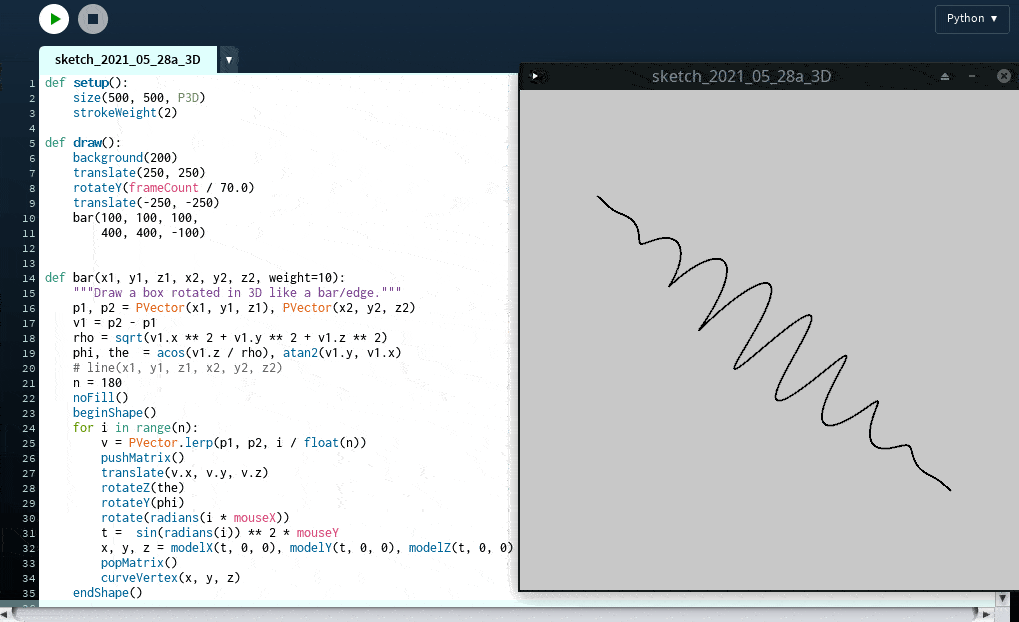 Python ▼
sketch_2021_05_28a_3D ▼
sketch_2021_05_28a_3D
1 def setup():
2     size(500, 500, P3D)
3     strokeWeight(2)
4
5 def draw():
6     background(200)
7     translate(250, 250)
8     rotateY(frameCount / 70.0)
9     translate(-250, -250)
10     bar(100, 100, 100,
11         400, 400, -100)
12
13
14 def bar(x1, y1, z1, x2, y2, z2, weight=10):
15     """Draw a box rotated in 3D like a bar/edge."""
16     p1, p2 = PVector(x1, y1, z1), PVector(x2, y2, z2)
17     v1 = p2 - p1
18     rho = sqrt(v1.x ** 2 + v1.y ** 2 + v1.z ** 2)
19     phi, the  = acos(v1.z / rho), atan2(v1.y, v1.x)
20     # line(x1, y1, z1, x2, y2, z2)
21     n = 180
22     noFill()
23     beginShape()
24     for i in range(n):
25         v = PVector.lerp(p1, p2, i / float(n))
26         pushMatrix()
27         translate(v.x, v.y, v.z)
28         rotateZ(the)
29         rotateY(phi)
30         rotate(radians(i * mouseX))
31         t =  sin(radians(i)) ** 2 * mouseY
32         x, y, z = modelX(t, 0, 0), modelY(t, 0, 0), modelZ(t, 0, 0)
33         popMatrix()
34         curveVertex(x, y, z)
35     endShape()